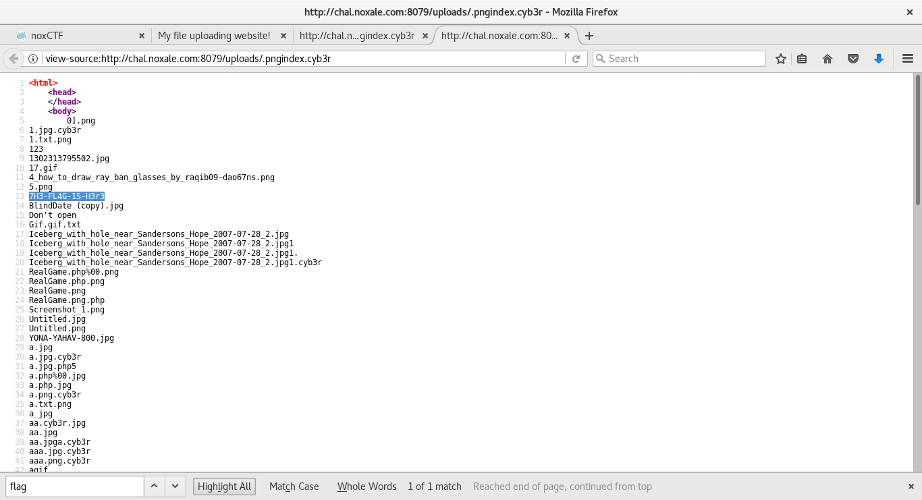 http://chal.noxale.com:8079/uploads/.pngindex.cyb3r - Mozilla Firefox
noxCTF
My file uploading website!
http://chal.n...gindex.cyb3r
http://chal.noxale.com:80...
view-source:http://chal.noxale.com:8079/uploads/.pngindex.cyb3r
Search
1 <html>
2 <head>
3 </head>
4 <body>
5 0].png
6 1.jpg.cyb3r
7 1.txt.png
8 123
9 1302313795502.jpg
10 17.gif
11 4_how_to_draw_ray_ban_glasses_by_raqib09-dao67ns.png
12 5.png
13 7H3-FL4G-1S-H3r3
14 BlindDate (copy).jpg
15 Don't open
16 Gif.gif.txt
17 Iceberg_with_hole_near_Sandersons_Hope_2007-07-28_2.jpg
18 Iceberg_with_hole_near_Sandersons_Hope_2007-07-28_2.jpg1
19 Iceberg_with_hole_near_Sandersons_Hope_2007-07-28_2.jpg1.
20 Iceberg_with_hole_near_Sandersons_Hope_2007-07-28_2.jpg1.cyb3r
21 RealGame.php%00.png
22 RealGame.php.png
23 RealGame.png
24 RealGame.png.php
25 Screenshot_1.png
26 Untitled.jpg
27 Untitled.png
28 YONA-YAHAV-800.jpg
29 a.jpg
30 a.jpg.cyb3r
31 a.jpg.php5
32 a.php%00.jpg
33 a.php.jpg
34 a.png.cyb3r
35 a.txt.png
36 a_jpg
37 aa.cyb3r.jpg
38 aa.jpg
39 aa.jpga.cyb3r
40 aaa.jpg.cyb3r
41 aaa.png.cyb3r
42 agif
flag
Highlight All
Match Case
Whole Words
1 of 1 match
Reached end of page, continued from top